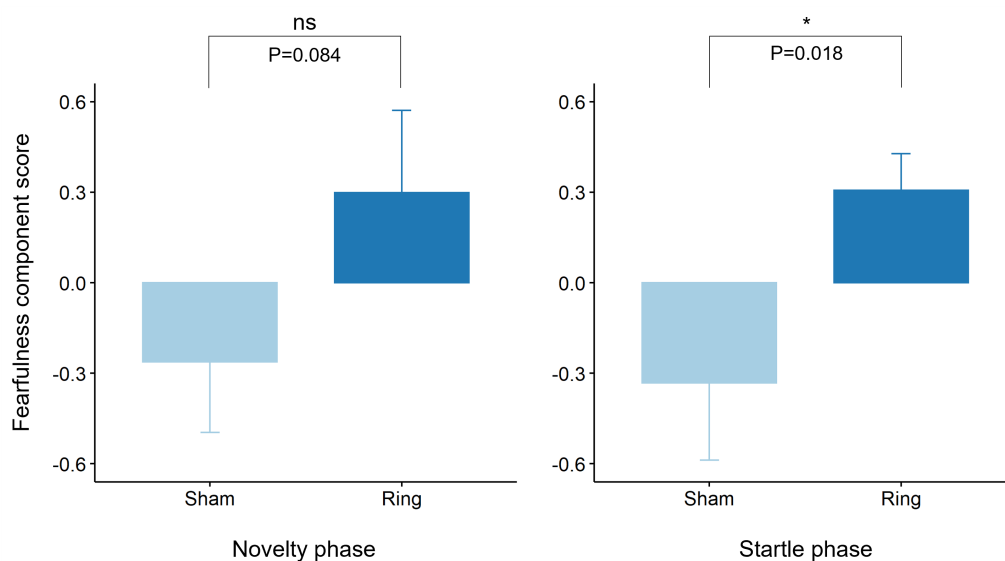 ns
P=0.084
0.6
0.3
0.0
-0.3
-0.6
Fearfulness component score
Sham Ring
Novelty phase
*
P=0.018
0.6
0.3
0.0
-0.3
-0.6
Sham Ring
Startle phase